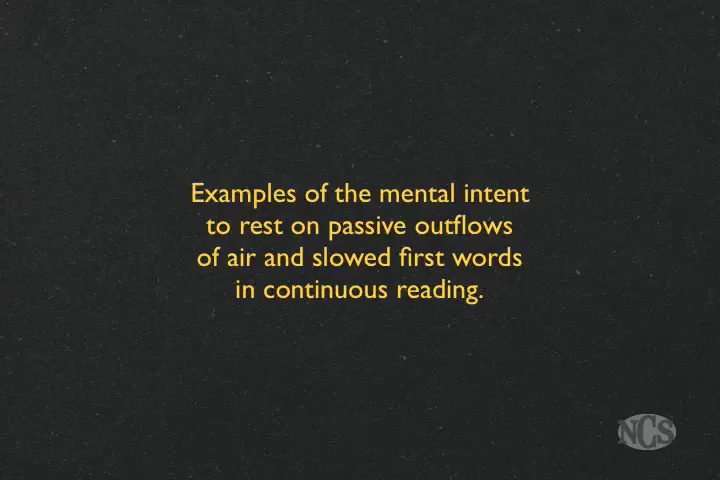 Examples of the mental intent
to rest on passive outflows
of air and slowed first words
in continuous reading.
NCS